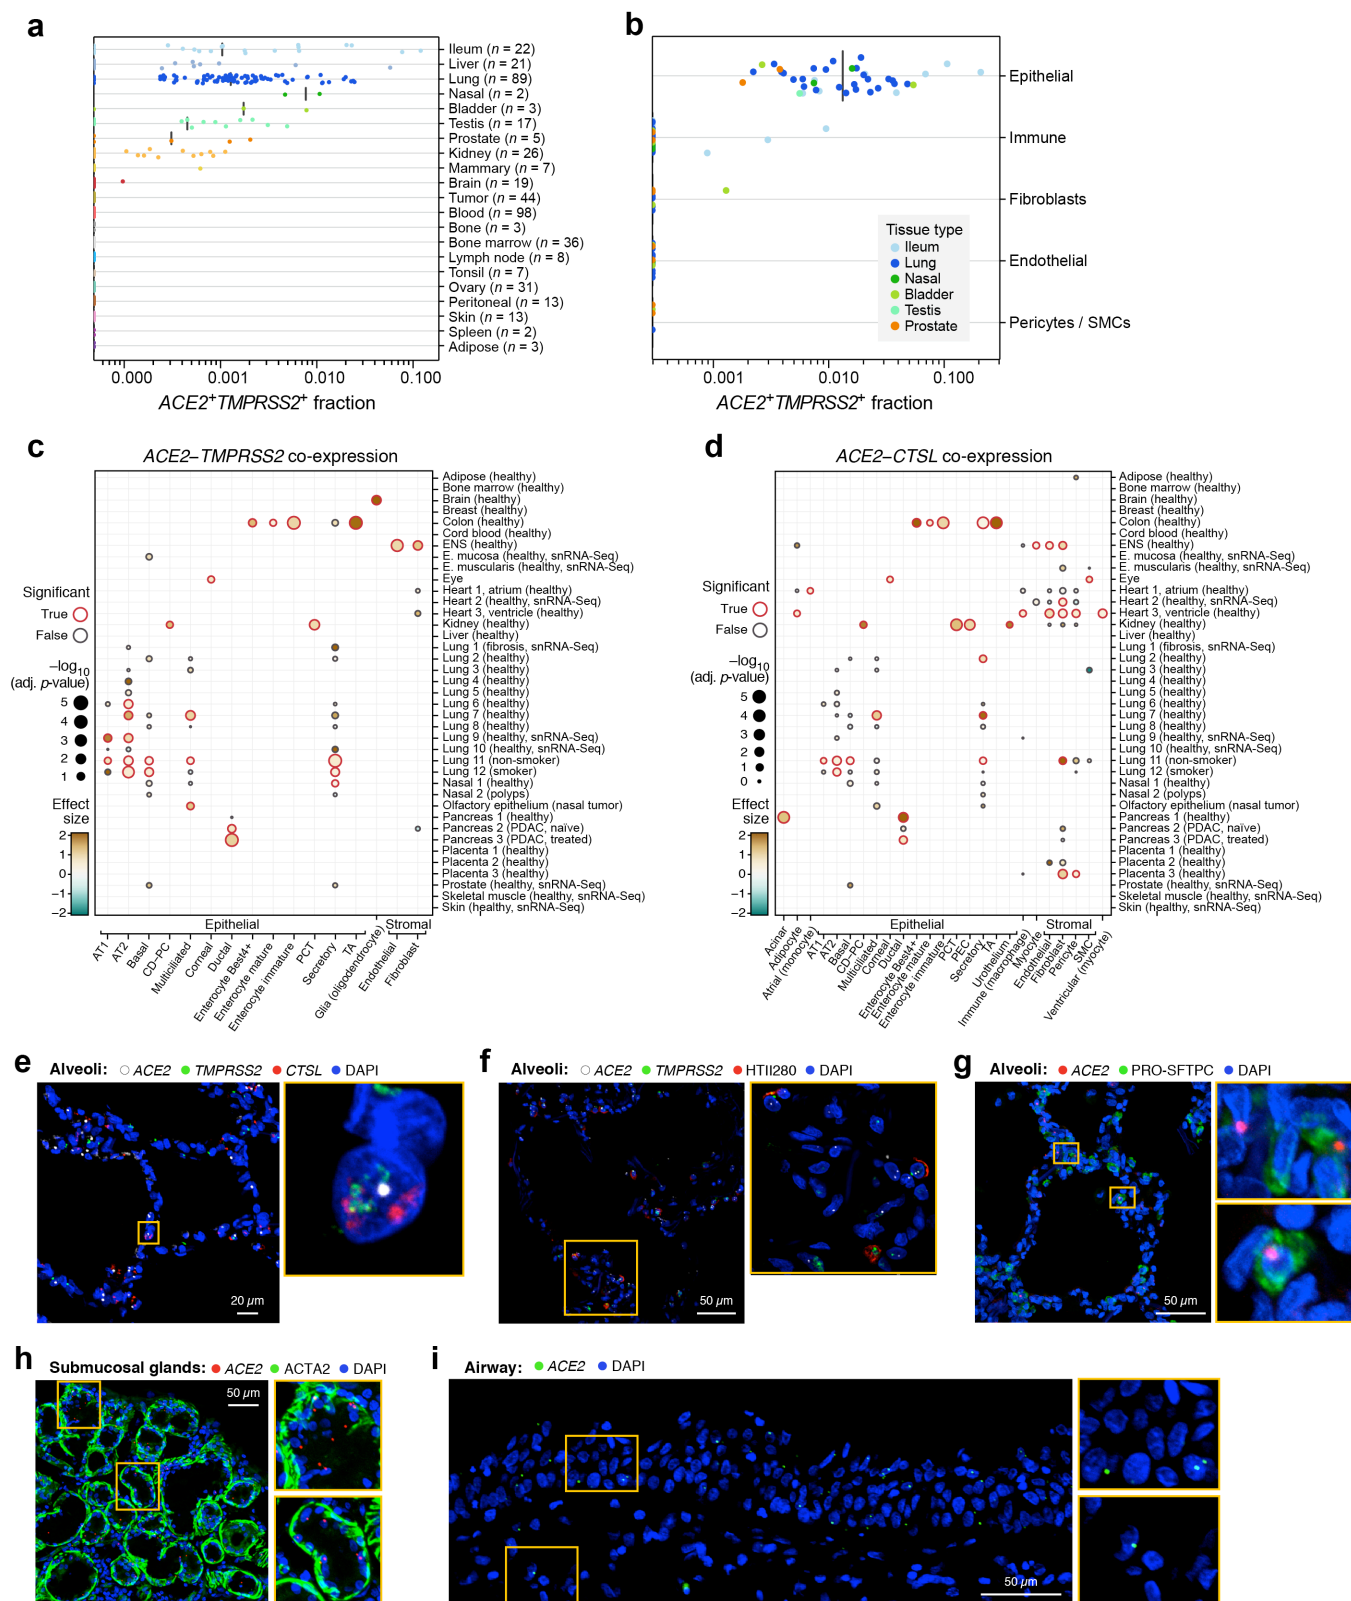 a
Ileum (n = 22)
Liver (n = 21)
Lung (n = 89)
Nasal (n = 2)
Bladder (n = 3)
Testis (n = 17)
Prostate (n = 5)
Kidney (n = 26)
Mammary (n = 7)
Brain (n = 19)
Tumor (n = 44)
Blood (n = 98)
Bone (n = 3)
Bone marrow (n = 36)
Lymph node (n = 8)
Tonsil (n = 7)
Ovary (n = 31)
Peritoneal (n = 13)
Skin (n = 13)
Spleen (n = 2)
Adipose (n = 3)
0.000 0.001 0.010 0.100
ACE2+TMPRSS2+ fraction
b
Epithelial
Immune
Fibroblasts
Endothelial
Pericytes / SMCs
Tissue type
Ileum
Lung
Nasal
Bladder
Testis
Prostate
0.001 0.010 0.100
ACE2+TMPRSS2+ fraction
c
ACE2–TMPRSS2 co-expression
Adipose (healthy)
Bone marrow (healthy)
Brain (healthy)
Breast (healthy)
Colon (healthy)
Cord blood (healthy)
ENS (healthy)
E. mucosa (healthy, snRNA-Seq)
E. muscularis (healthy, snRNA-Seq)
Eye
Heart 1, atrium (healthy)
Heart 2 (healthy, snRNA-Seq)
Heart 3, ventricle (healthy)
Kidney (healthy)
Liver (healthy)
Lung 1 (fibrosis, snRNA-Seq)
Lung 2 (healthy)
Lung 3 (healthy)
Lung 4 (healthy)
Lung 5 (healthy)
Lung 6 (healthy)
Lung 7 (healthy)
Lung 8 (healthy)
Lung 9 (healthy, snRNA-Seq)
Lung 10 (healthy, snRNA-Seq)
Lung 11 (non-smoker)
Lung 12 (smoker)
Nasal 1 (healthy)
Nasal 2 (polyps)
Olfactory epithelium (nasal tumor)
Pancreas 1 (healthy)
Pancreas 2 (PDAC, naïve)
Pancreas 3 (PDAC, treated)
Placenta 1 (healthy)
Placenta 2 (healthy)
Placenta 3 (healthy)
Prostate (healthy, snRNA-Seq)
Skeletal muscle (healthy, snRNA-Seq)
Skin (healthy, snRNA-Seq)
Significant
True
False
–log10
(adj. p-value)
5
4
3
2
1
Effect
size
2
1
0
–1
–2
Epithelial Stromal
AT1
AT2
Basal
CD–PC
Multiciliated
Corneal
Ductal
Enterocyte Best4+
Enterocyte mature
Enterocyte immature
PCT
Secretory
TA
Glia (oligodendrocyte)
Endothelial
Fibroblast
d
ACE2–CTSL co-expression
Adipose (healthy)
Bone marrow (healthy)
Brain (healthy)
Breast (healthy)
Colon (healthy)
Cord blood (healthy)
ENS (healthy)
E. mucosa (healthy, snRNA-Seq)
E. muscularis (healthy, snRNA-Seq)
Eye
Heart 1, atrium (healthy)
Heart 2 (healthy, snRNA-Seq)
Heart 3, ventricle (healthy)
Kidney (healthy)
Liver (healthy)
Lung 1 (fibrosis, snRNA-Seq)
Lung 2 (healthy)
Lung 3 (healthy)
Lung 4 (healthy)
Lung 5 (healthy)
Lung 6 (healthy)
Lung 7 (healthy)
Lung 8 (healthy)
Lung 9 (healthy, snRNA-Seq)
Lung 10 (healthy, snRNA-Seq)
Lung 11 (non-smoker)
Lung 12 (smoker)
Nasal 1 (healthy)
Nasal 2 (polyps)
Olfactory epithelium (nasal tumor)
Pancreas 1 (healthy)
Pancreas 2 (PDAC, naïve)
Pancreas 3 (PDAC, treated)
Placenta 1 (healthy)
Placenta 2 (healthy)
Placenta 3 (healthy)
Prostate (healthy, snRNA-Seq)
Skeletal muscle (healthy, snRNA-Seq)
Skin (healthy, snRNA-Seq)
Significant
True
False
–log10
(adj. p-value)
5
4
3
2
1
0
Effect
size
2
1
0
–1
–2
Epithelial Stromal
Acinar
Adipocyte
Atrial (monocyte)
AT1
AT2
Basal
CD–PC
Multiciliated
Corneal
Ductal
Enterocyte Best4+
Enterocyte mature
Enterocyte immature
PCT
PEC
Secretory
TA
Urothelium
Immune (macrophage)
Myocyte
Endothelial
Fibroblast
Pericyte
SMC
Ventricular (myocyte)
e Alveoli: ACE2 TMPRSS2 CTSL DAPI
20 µm
f Alveoli: ACE2 TMPRSS2 HTII280 DAPI
50 µm
g Alveoli: ACE2 PRO-SFTPC DAPI
50 µm
h Submucosal glands: ACE2 ACTA2 DAPI
50 µm
i Airway: ACE2 DAPI
50 µm